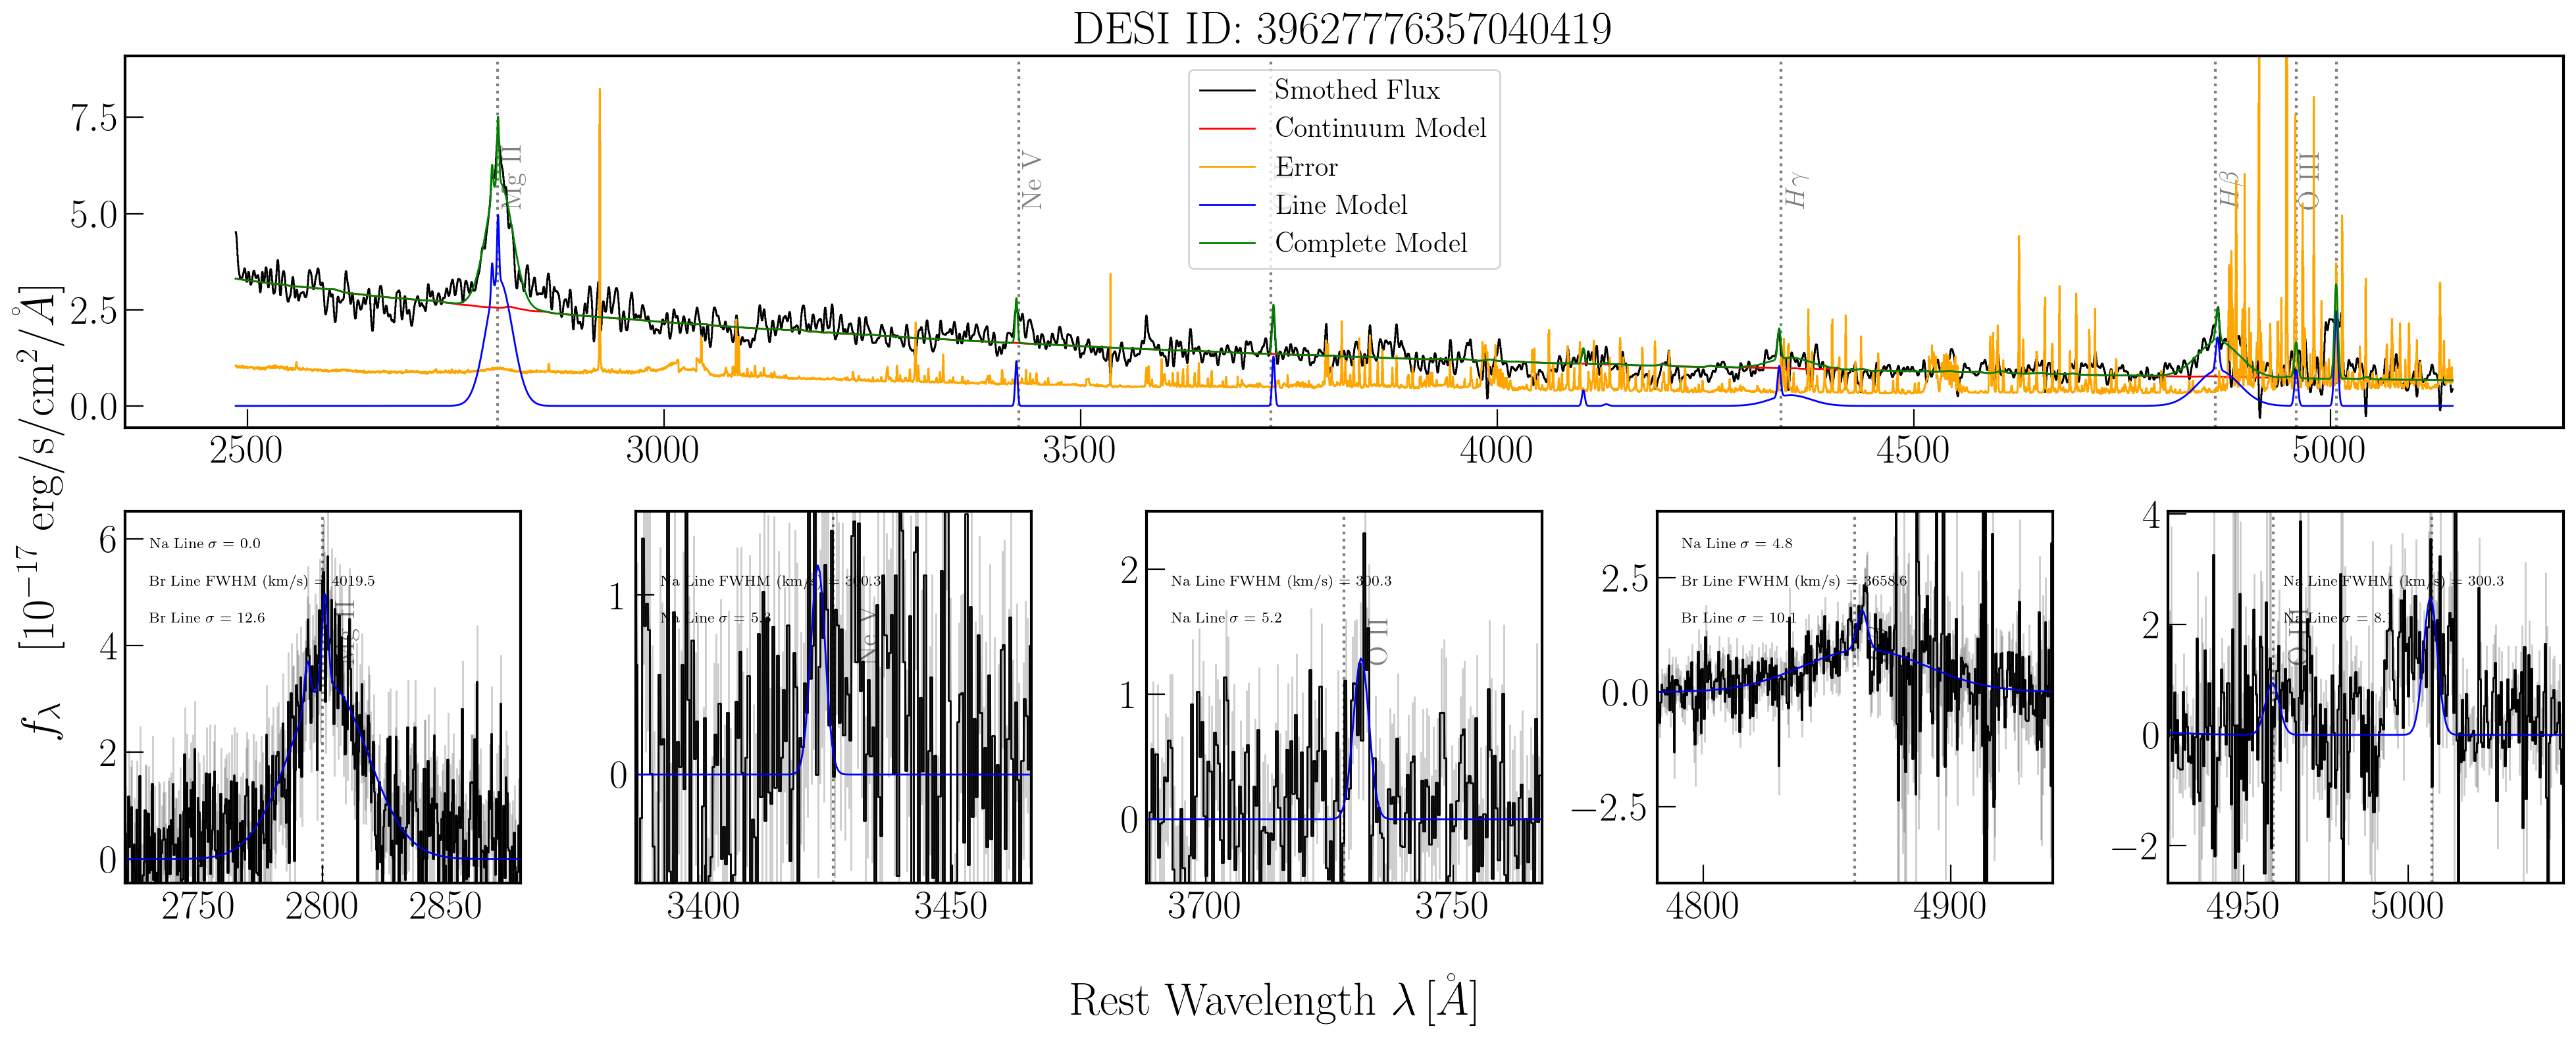 DESI ID: 39627776357040419
Smothed Flux
Continuum Model
Error
Line Model
Complete Model
Mg II
Ne V
Hγ
Hβ
O III
7.5
5.0
2.5
0.0
2500
3000
3500
4000
4500
5000
f_λ [10^{-17} erg/s/cm^2/Å]
6
4
2
0
Na Line σ = 0.0
Br Line FWHM (km/s) = 4019.5
Br Line σ = 12.6
Mg II
2750
2800
2850
1
0
Na Line FWHM (km/s) = 300.3
Ne V
3400
3450
2
1
0
Na Line FWHM (km/s) = 300.3
Na Line σ = 5.2
O II
3700
3750
2.5
0.0
−2.5
Na Line σ = 4.8
Br Line FWHM (km/s) = 3658.6
Br Line σ = 10.1
4800
4900
4
2
0
−2
Na Line FWHM (km/s) = 300.3
Na Line σ = 8.1
O III
4950
5000
Rest Wavelength λ [Å]